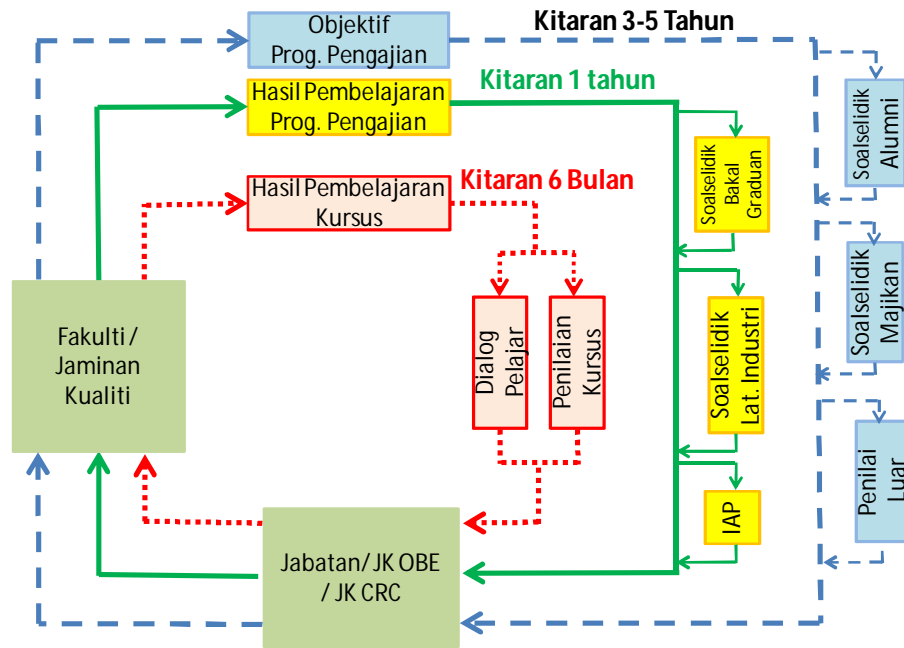 Objektif
Prog. Pengajian
Kitaran 3-5 Tahun
Hasil Pembelajaran
Prog. Pengajian
Kitaran 1 tahun
Hasil Pembelajaran
Kursus
Kitaran 6 Bulan
Soalselidik
Alumni
Soalselidik
Bakal
Graduan
Soalselidik
Majikan
Fakulti /
Jaminan
Kualiti
Dialog
Pelajar
Penilaian
Kursus
Soalselidik
Lat. Industri
Penilai
Luar
IAP
Jabatan/ JK OBE
/ JK CRC